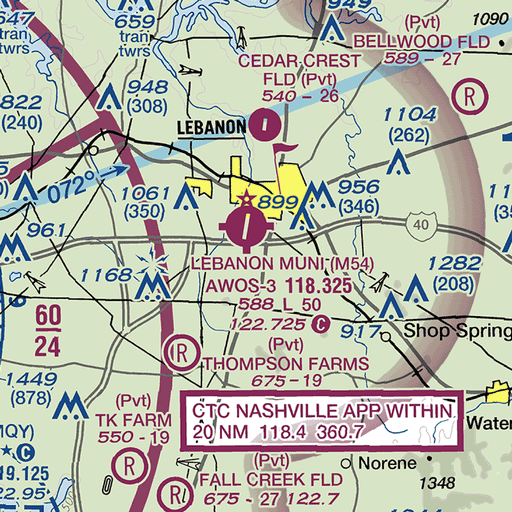 647
tran
twrs
659
tran
twrs
949
(Pvt)
1090
BELLWOOD FLD
589 - 27
CEDAR CREST
FLD (Pvt)
540 - 26
R
822
(240)
948
(308)
LEBANON
1104
(262)
072°
1061
(350)
899
956
(346)
961
40
1168
LEBANON MUNI (M54)
AWOS-3 118.325
588 L 50
122.725 C
1282
(208)
917
Shop Spring
60
24
R
(Pvt)
THOMPSON FARMS
675 - 19
1449
(878)
(Pvt)
TK FARM
550 - 19
CTC NASHVILLE APP WITHIN
20 NM 118.4 360.7
Water
MQY)
C
19.125
22.95
R
R
(Pvt)
FALL CREEK FLD
675 - 27 122.7
Norene
1348